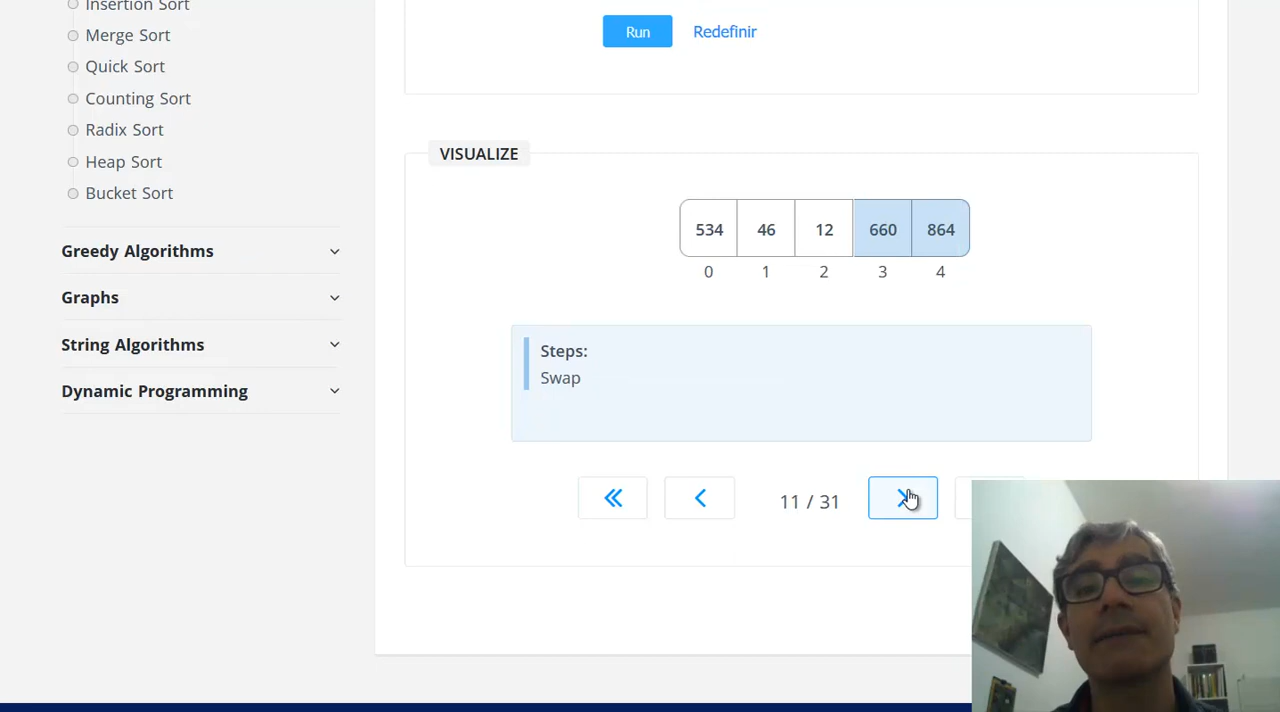 Insertion Sort
Merge Sort
Quick Sort
Counting Sort
Radix Sort
Heap Sort
Bucket Sort
Greedy Algorithms
Graphs
String Algorithms
Dynamic Programming
Run Redefinir
VISUALIZE
534 46 12 660 864
0 1 2 3 4
Steps:
Swap
11 / 31